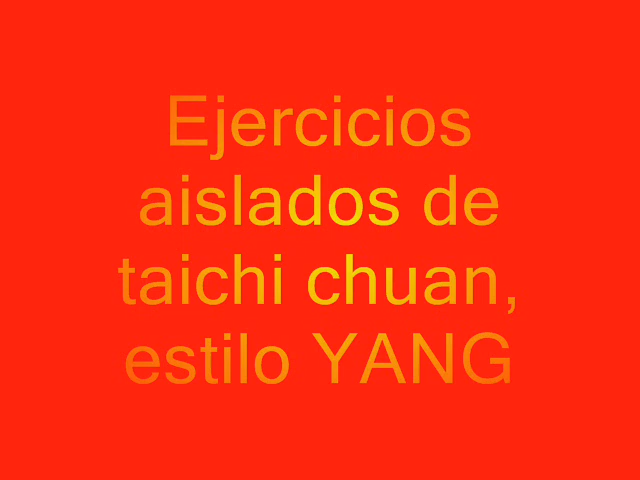 Ejercicios
aislados de
taichi chuan,
estilo YANG